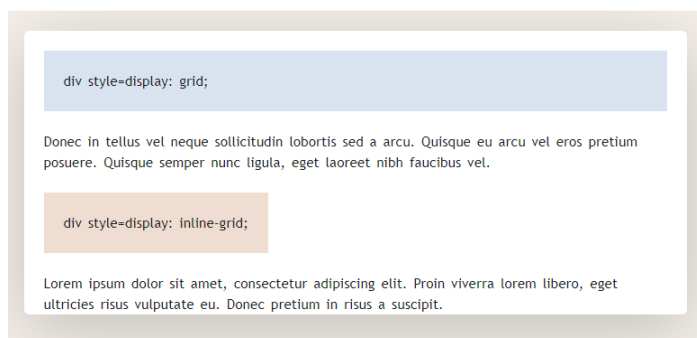 div style=display: grid;
Donec in tellus vel neque sollicitudin lobortis sed a arcu. Quisque eu arcu vel eros pretium
posuere. Quisque semper nunc ligula, eget laoreet nibh faucibus vel.
div style=display: inline-grid;
Lorem ipsum dolor sit amet, consectetur adipiscing elit. Proin viverra lorem libero, eget
ultricies risus vulputate eu. Donec pretium in risus a suscipit.